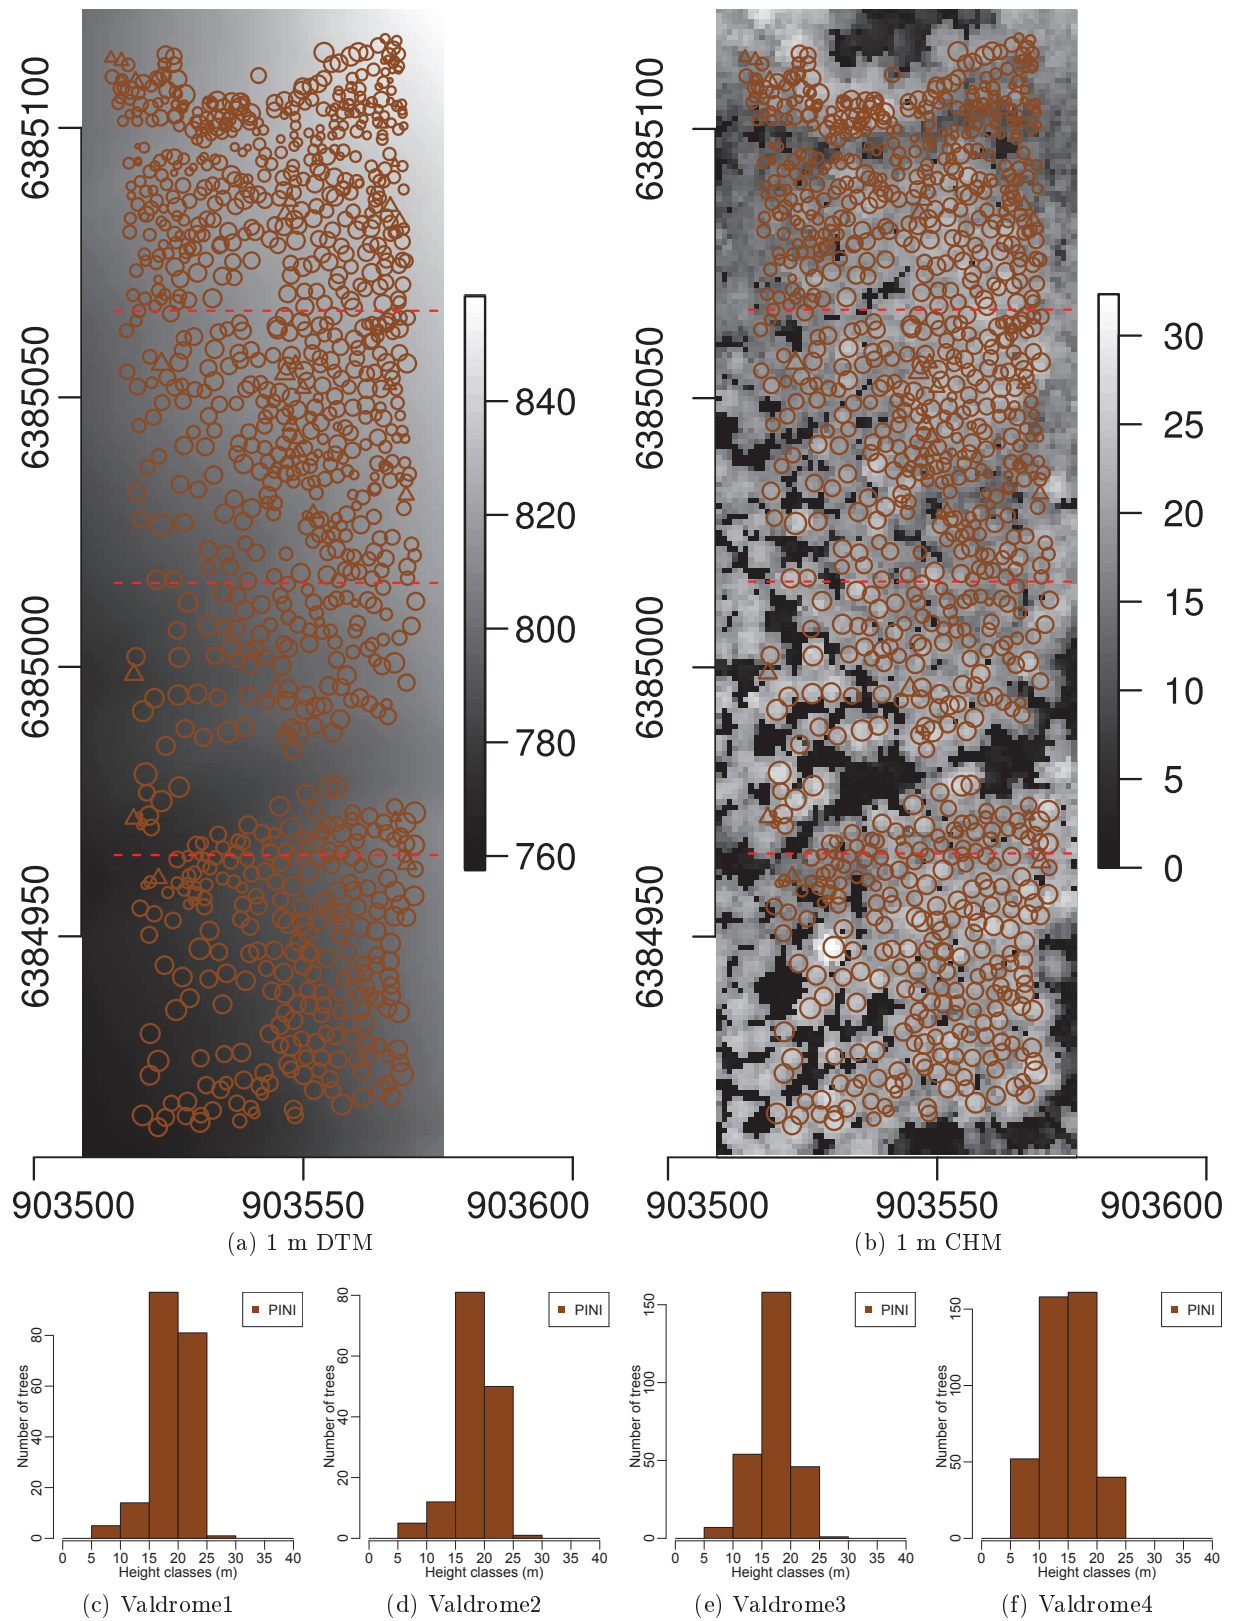 6385100
6385050
6385000
6384950
840
820
800
780
760
903500 903550 903600
(a) 1 m DTM
6385100
6385050
6385000
6384950
30
25
20
15
10
5
0
903500 903550 903600
(b) 1 m CHM
PINI
Number of trees
0 20 40 60 80
0 5 10 15 20 25 30 35 40
Height classes (m)
(c) Valdrome1
PINI
Number of trees
0 20 40 60 80
0 5 10 15 20 25 30 35 40
Height classes (m)
(d) Valdrome2
PINI
Number of trees
0 50 100 150
0 5 10 15 20 25 30 35 40
Height classes (m)
(e) Valdrome3
PINI
Number of trees
0 50 100 150
0 5 10 15 20 25 30 35 40
Height classes (m)
(f) Valdrome4